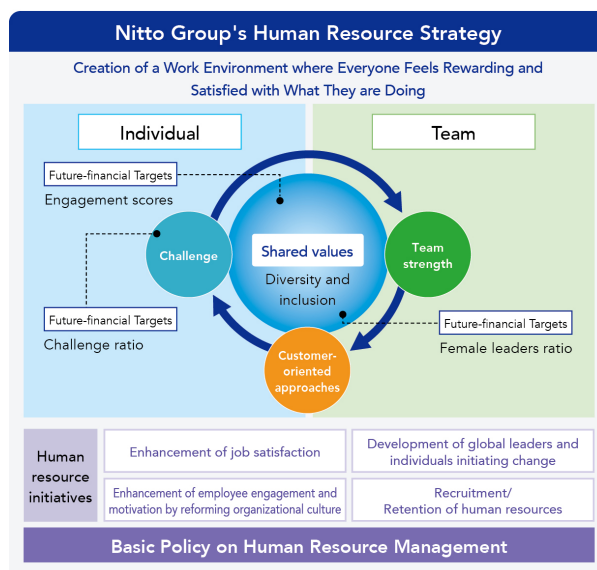 Nitto Group's Human Resource Strategy
Creation of a Work Environment where Everyone Feels Rewarding and
Satisfied with What They are Doing
Individual
Team
Future-financial Targets
Engagement scores
Challenge
Shared values
Diversity and
inclusion
Team
strength
Future-financial Targets
Challenge ratio
Future-financial Targets
Female leaders ratio
Customer-
oriented
approaches
Human
resource
initiatives
Enhancement of job satisfaction
Development of global leaders and
individuals initiating change
Enhancement of employee engagement and
motivation by reforming organizational culture
Recruitment/
Retention of human resources
Basic Policy on Human Resource Management